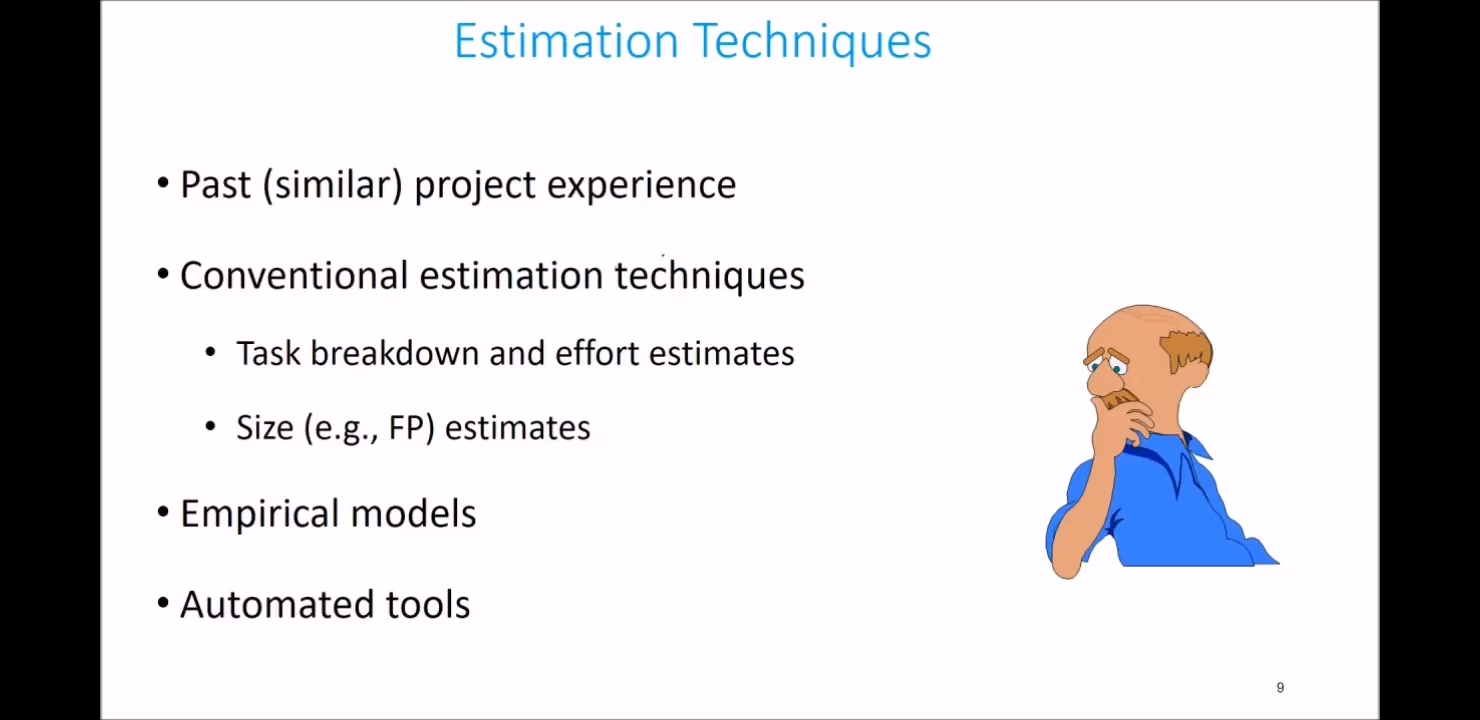 Estimation Techniques
• Past (similar) project experience
• Conventional estimation techniques
• Task breakdown and effort estimates
• Size (e.g., FP) estimates
• Empirical models
• Automated tools
9